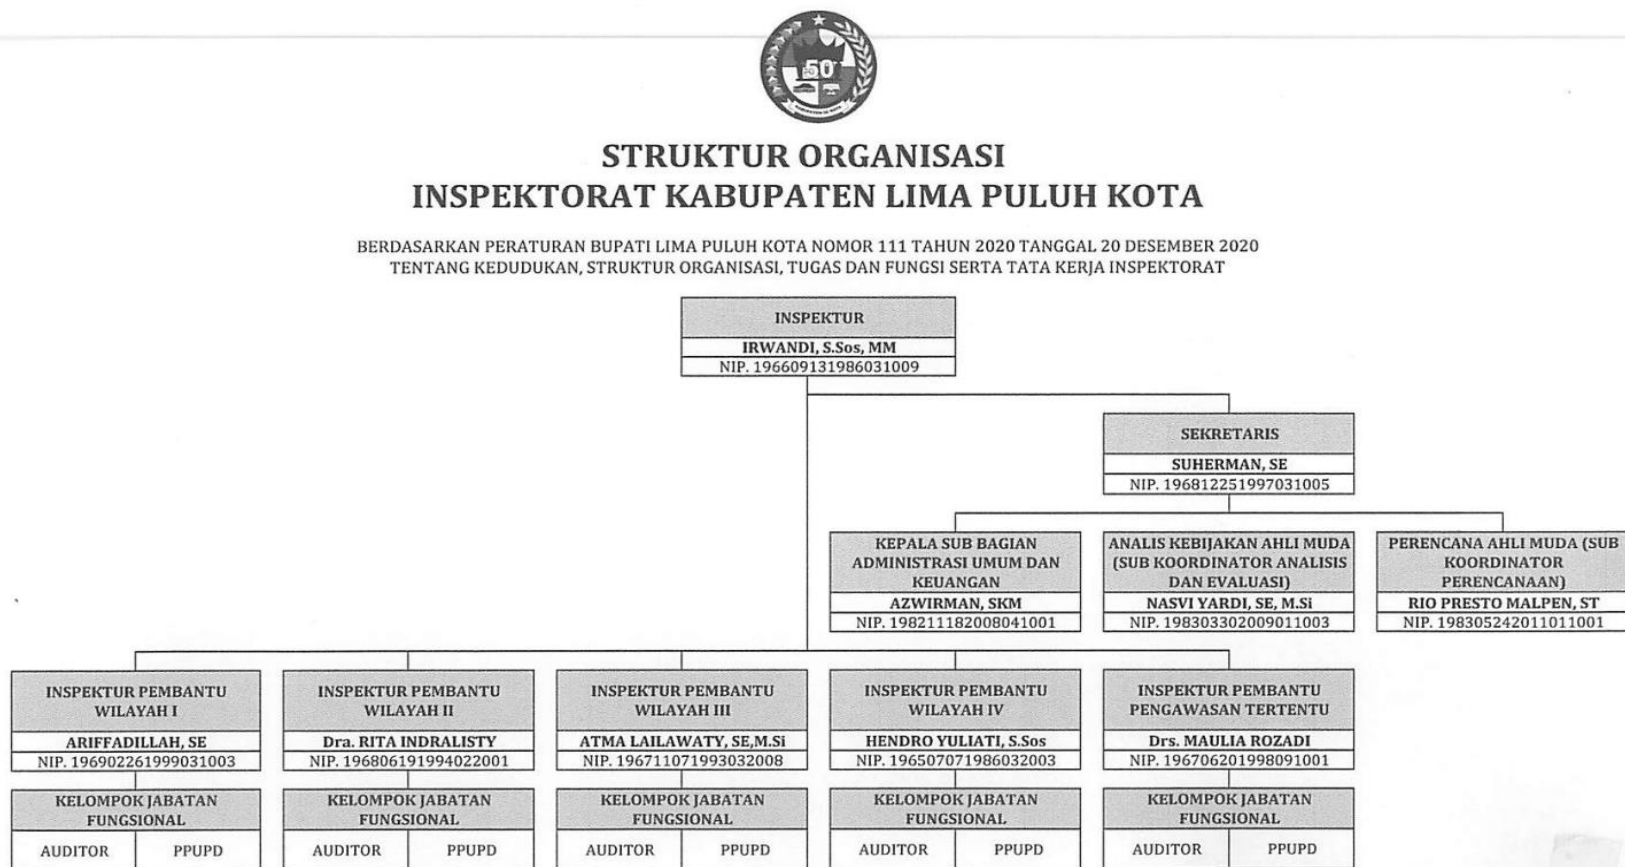 50
STRUKTUR ORGANISASI
INSPEKTORAT KABUPATEN LIMA PULUH KOTA
BERDASARKAN PERATURAN BUPATI LIMA PULUH KOTA NOMOR 111 TAHUN 2020 TANGGAL 20 DESEMBER 2020
TENTANG KEDUDUKAN, STRUKTUR ORGANISASI, TUGAS DAN FUNGSI SERTA TATA KERJA INSPEKTORAT
INSPEKTUR
IRWANDI, S.Sos, MM
NIP. 196609131986031009
SEKRETARIS
SUHERMAN, SE
NIP. 196812251997031005
KEPALA SUB BAGIAN
ADMINISTRASI UMUM DAN
KEUANGAN
AZWIRMAN, SKM
NIP. 198211182008041001
ANALIS KEBIJAKAN AHLI MUDA
(SUB KOORDINATOR ANALISIS
DAN EVALUASI)
NASVI YARDI, SE, M.Si
NIP. 198303302009011003
PERENCANA AHLI MUDA (SUB
KOORDINATOR
PERENCANAAN)
RIO PRESTO MALPEN, ST
NIP. 198305242011011001
INSPEKTUR PEMBANTU
WILAYAH I
ARIFFADILLAH, SE
NIP. 196902261999031003
KELOMPOK JABATAN
FUNGSIONAL
AUDITOR PPUPD
INSPEKTUR PEMBANTU
WILAYAH II
Dra. RITA INDRALISTY
NIP. 196806191994022001
KELOMPOK JABATAN
FUNGSIONAL
AUDITOR PPUPD
INSPEKTUR PEMBANTU
WILAYAH III
ATMA LAILAWATY, SE,M.Si
NIP. 196711071993032008
KELOMPOK JABATAN
FUNGSIONAL
AUDITOR PPUPD
INSPEKTUR PEMBANTU
WILAYAH IV
HENDRO YULIATI, S.Sos
NIP. 196507071986032003
KELOMPOK JABATAN
FUNGSIONAL
AUDITOR PPUPD
INSPEKTUR PEMBANTU
PENGAWASAN TERTENTU
Drs. MAULIA ROZADI
NIP. 196706201998091001
KELOMPOK JABATAN
FUNGSIONAL
AUDITOR PPUPD